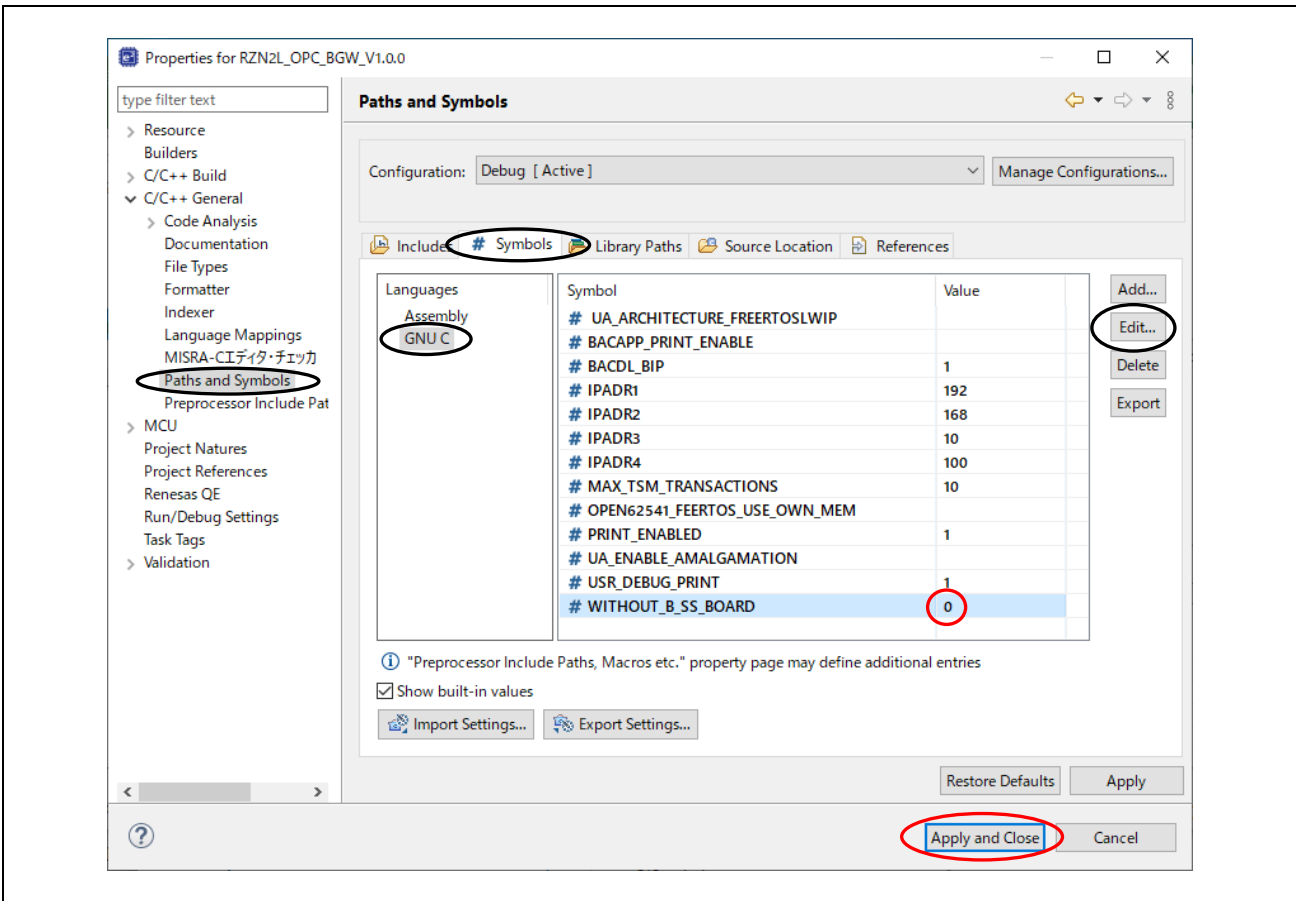 Properties for RZN2L_OPC_BGW_V1.0.0
type filter text
Resource
Builders
C/C++ Build
C/C++ General
Code Analysis
Documentation
File Types
Formatter
Indexer
Language Mappings
MISRA-Cエディタ・チェッカ
Paths and Symbols
Preprocessor Include Pat
MCU
Project Natures
Project References
Renesas QE
Run/Debug Settings
Task Tags
Validation
Paths and Symbols
Configuration: Debug [ Active ] Manage Configurations...
Includes # Symbols Library Paths Source Location References
Languages
Assembly
GNU C
Symbol Value
# UA_ARCHITECTURE_FREERTOSLWIP
# BACAPP_PRINT_ENABLE
# BACDL_BIP 1
# IPADR1 192
# IPADR2 168
# IPADR3 10
# IPADR4 100
# MAX_TSM_TRANSACTIONS 10
# OPEN62541_FEERTOS_USE_OWN_MEM
# PRINT_ENABLED 1
# UA_ENABLE_AMALGAMATION
# USR_DEBUG_PRINT 1
# WITHOUT_B_SS_BOARD 0
Add...
Edit...
Delete
Export
"Preprocessor Include Paths, Macros etc." property page may define additional entries
Show built-in values
Import Settings... Export Settings...
Restore Defaults Apply
Apply and Close Cancel